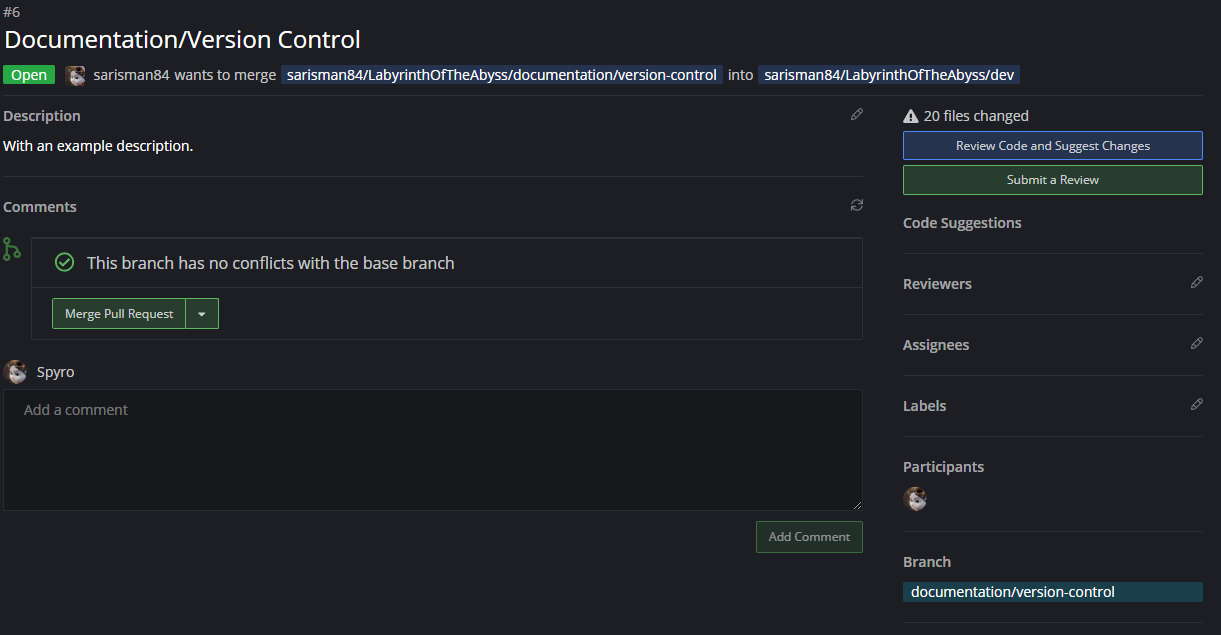 #6
Documentation/Version Control
Open sarisman84 wants to merge sarisman84/LabyrinthOfTheAbyss/documentation/version-control into sarisman84/LabyrinthOfTheAbyss/dev
Description
With an example description.
Comments
This branch has no conflicts with the base branch
Merge Pull Request
Spyro
Add a comment
Add Comment
20 files changed
Review Code and Suggest Changes
Submit a Review
Code Suggestions
Reviewers
Assignees
Labels
Participants
Branch
documentation/version-control